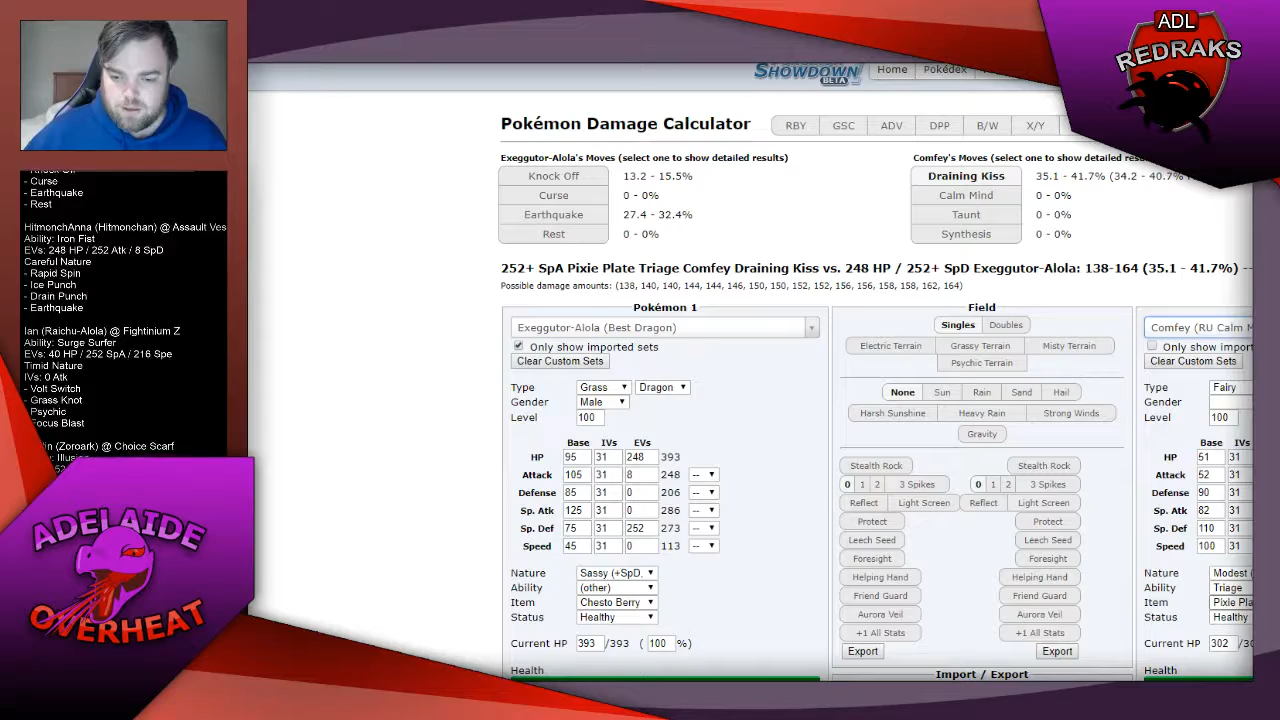 ADL
REDRAKS
SHOWDOWN
BETA
Home
Pokédex
Pokémon Damage Calculator
RBY
GSC
ADV
DPP
B/W
X/Y
Exeggutor-Alola's Moves (select one to show detailed results)
Knock Off 13.2 - 15.5%
Curse 0 - 0%
Earthquake 27.4 - 32.4%
Rest 0 - 0%
Comfey's Moves (select one to show detailed
Draining Kiss 35.1 - 41.7% (34.2 - 40.7%
Calm Mind 0 - 0%
Taunt 0 - 0%
Synthesis 0 - 0%
252+ SpA Pixie Plate Triage Comfey Draining Kiss vs. 248 HP / 252+ SpD Exeggutor-Alola: 138-164 (35.1 - 41.7%) --
Possible damage amounts: (138, 140, 140, 144, 144, 146, 150, 150, 152, 152, 156, 156, 158, 158, 162, 164)
Knock Off
- Curse
- Earthquake
- Rest
HitmonchAnna (Hitmonchan) @ Assault Ves
Ability: Iron Fist
EVs: 248 HP / 252 Atk / 8 SpD
Careful Nature
- Rapid Spin
- Ice Punch
- Drain Punch
- Earthquake
Ian (Raichu-Alola) @ Fightinium Z
Ability: Surge Surfer
EVs: 40 HP / 252 SpA / 216 Spe
Timid Nature
IVs: 0 Atk
- Volt Switch
- Grass Knot
- Psychic
Focus Blast
(Zoroark) @ Choice Scarf
ADELAIDE
OVERHEAT
Pokémon 1
Exeggutor-Alola (Best Dragon)
Only show imported sets
Clear Custom Sets
Type Grass Dragon
Gender Male
Level 100
Base IVs EVs
HP 95 31 248 393
Attack 105 31 8 248 --
Defense 85 31 0 206 --
Sp. Atk 125 31 0 286 --
Sp. Def 75 31 252 273 --
Speed 45 31 0 113 --
Nature Sassy (+SpD,
Ability (other)
Item Chesto Berry
Status Healthy
Current HP 393 /393 ( 100 %)
Health
Field
Singles Doubles
Electric Terrain Grassy Terrain Misty Terrain
Psychic Terrain
None Sun Rain Sand Hail
Harsh Sunshine Heavy Rain Strong Winds
Gravity
Stealth Rock Stealth Rock
0 1 2 3 Spikes 0 1 2 3 Spikes
Reflect Light Screen Reflect Light Screen
Protect Protect
Leech Seed Leech Seed
Foresight Foresight
Helping Hand Helping Hand
Friend Guard Friend Guard
Aurora Veil Aurora Veil
+1 All Stats +1 All Stats
Export Export
Import / Export
Comfey (RU Calm M
Only show impor
Clear Custom Sets
Type Fairy
Gender
Level 100
Base IVs
HP 51 31
Attack 52 31
Defense 90 31
Sp. Atk 82 31
Sp. Def 110 31
Speed 100 31
Nature Modest (
Ability Triage
Item Pixie Pla
Status Healthy
Current HP 302 /30
Health